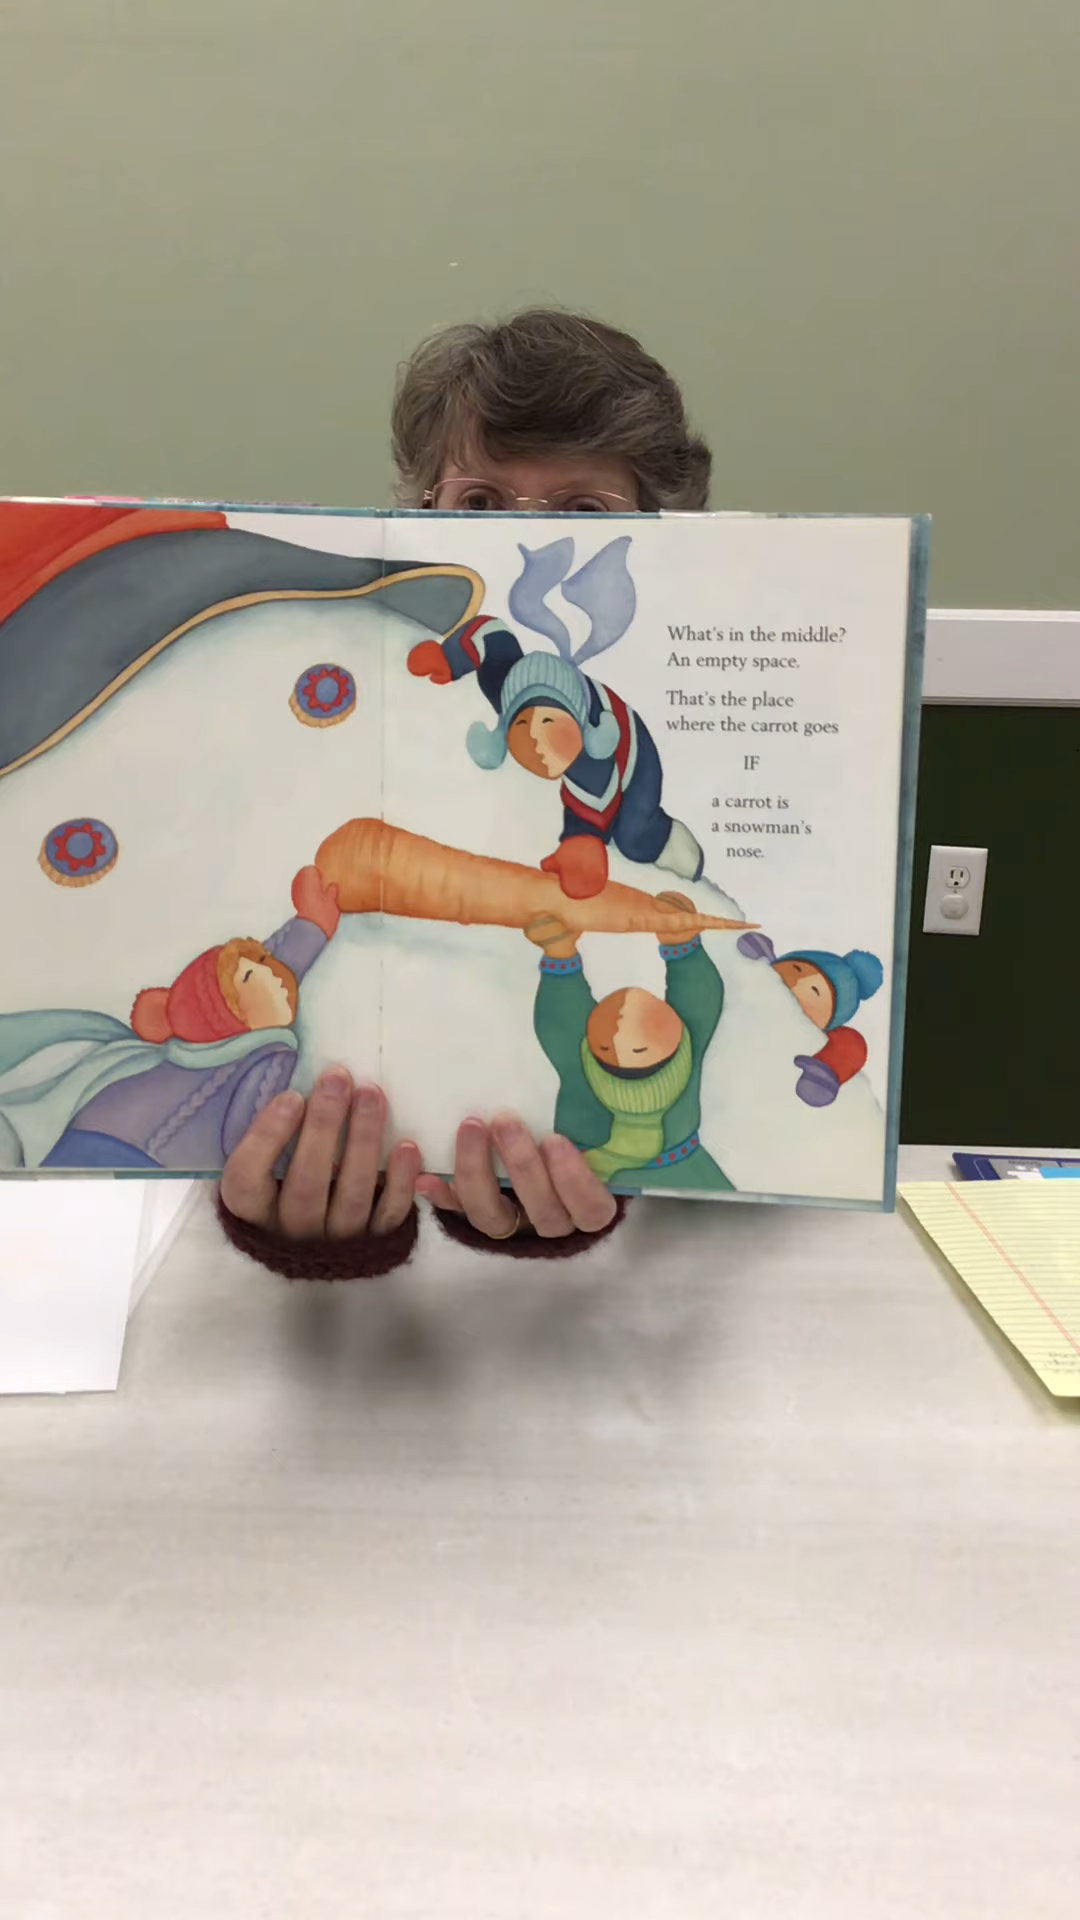 What's in the middle?
An empty space.
That's the place
where the carrot goes
IF
a carrot is
a snowman's
nose.